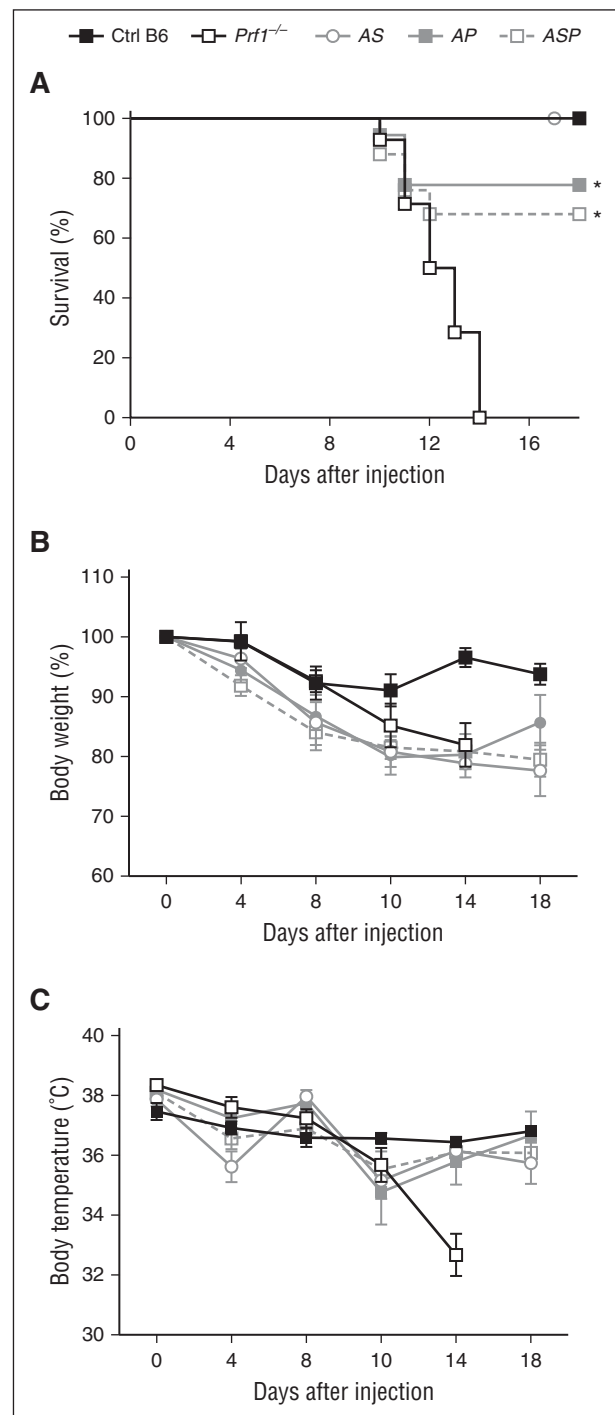 Ctrl B6 Prf1–/– AS AP ASP
A
100
80
60
40
20
0
Survival (%)
*
*
0 4 8 12 16
Days after injection
B
110
100
90
80
70
60
Body weight (%)
0 4 8 10 14 18
Days after injection
C
40
38
36
34
32
30
Body temperature (˚C)
0 4 8 10 14 18
Days after injection